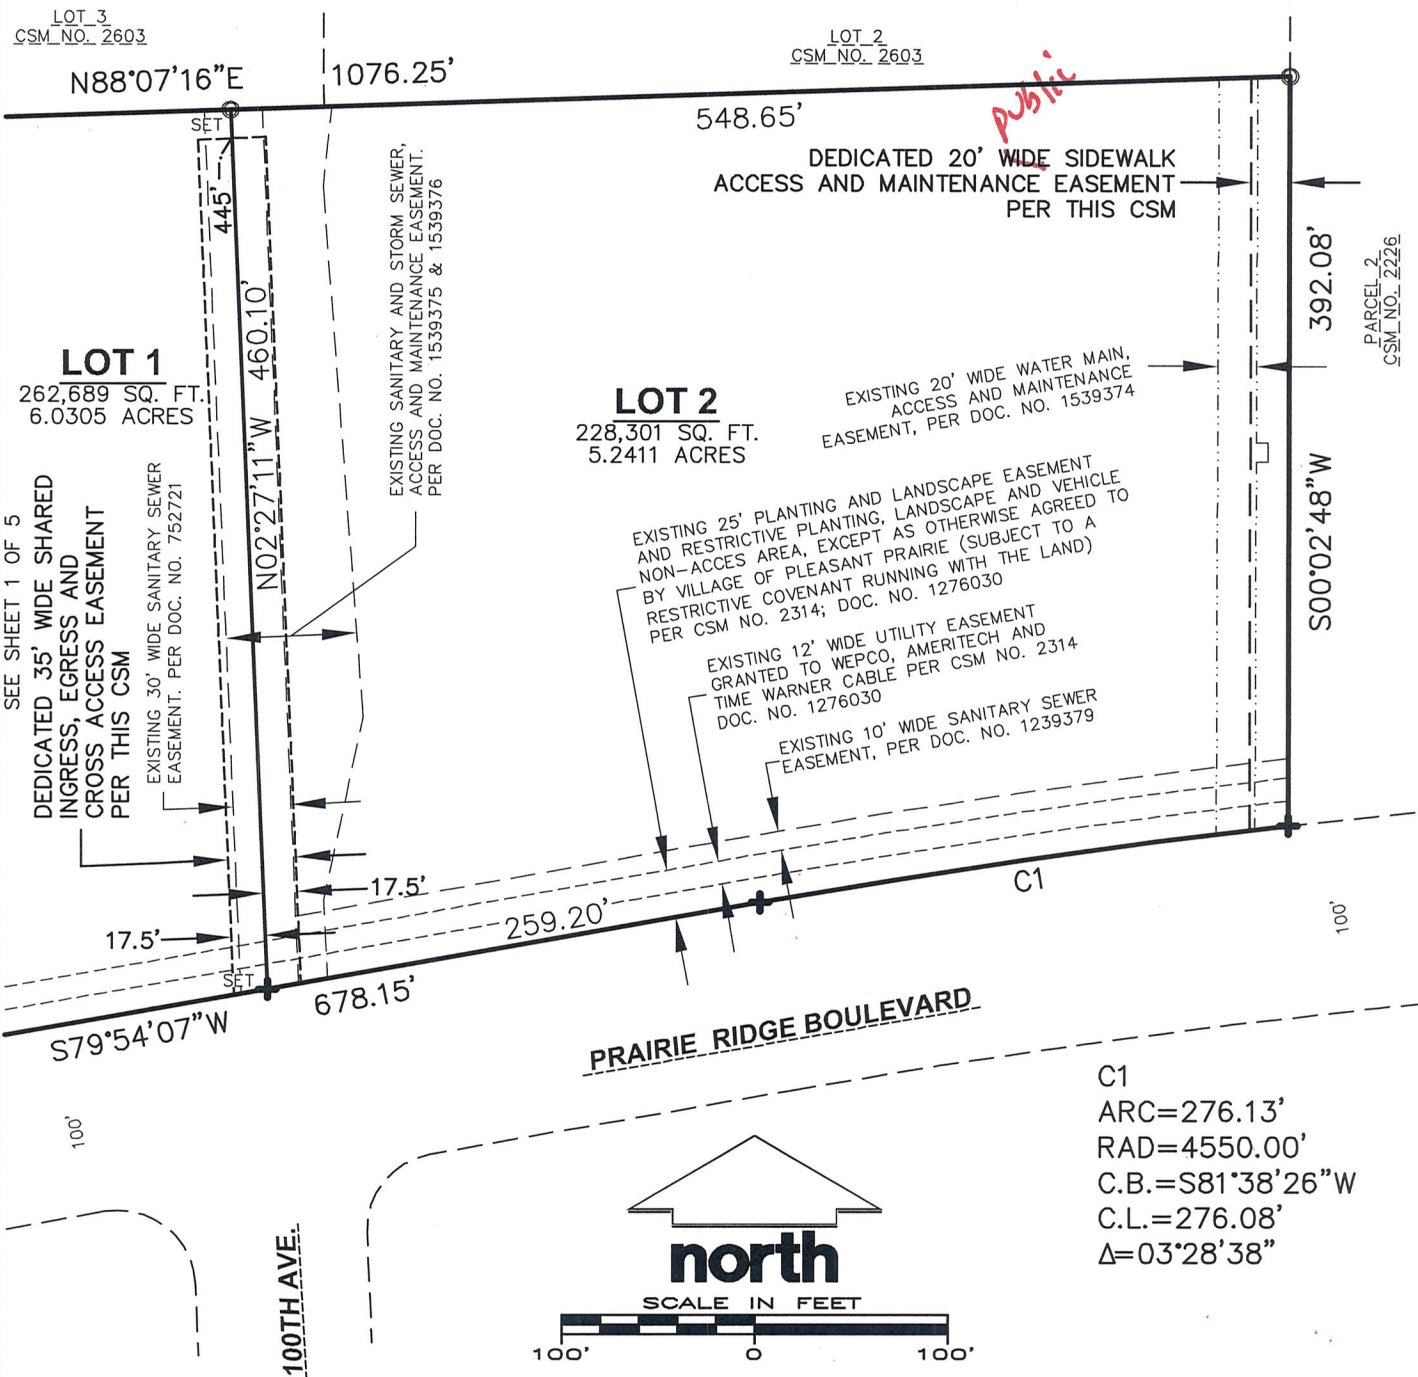 LOT 3
CSM NO. 2603
LOT 2
CSM NO. 2603
N88°07'16"E
1076.25'
548.65'
public
SET
DEDICATED 20' WIDE SIDEWALK
ACCESS AND MAINTENANCE EASEMENT
PER THIS CSM
445'
EXISTING SANITARY AND STORM SEWER,
ACCESS AND MAINTENANCE EASEMENT.
PER DOC. NO. 1539375 & 1539376
392.08'
PARCEL 2
CSM NO. 2226
LOT 1
262,689 SQ. FT.
6.0305 ACRES
N02°27'11"W 460.10'
LOT 2
228,301 SQ. FT.
5.2411 ACRES
EXISTING 20' WIDE WATER MAIN,
ACCESS AND MAINTENANCE
EASEMENT, PER DOC. NO. 1539374
SEE SHEET 1 OF 5
DEDICATED 35' WIDE SHARED
INGRESS, EGRESS AND
CROSS ACCESS EASEMENT
PER THIS CSM
EXISTING 30' WIDE SANITARY SEWER
EASEMENT. PER DOC. NO. 752721
EXISTING 25' PLANTING AND LANDSCAPE EASEMENT
AND RESTRICTIVE PLANTING, LANDSCAPE AND VEHICLE
NON-ACCES AREA, EXCEPT AS OTHERWISE AGREED TO
BY VILLAGE OF PLEASANT PRAIRIE (SUBJECT TO A
RESTRICTIVE COVENANT RUNNING WITH THE LAND)
PER CSM NO. 2314; DOC. NO. 1276030
S00°02'48"W
EXISTING 12' WIDE UTILITY EASEMENT
GRANTED TO WEPCO, AMERITECH AND
TIME WARNER CABLE PER CSM NO. 2314
DOC. NO. 1276030
EXISTING 10' WIDE SANITARY SEWER
EASEMENT, PER DOC. NO. 1239379
17.5'
17.5'
259.20'
C1
100'
SET
678.15'
S79°54'07"W
PRAIRIE RIDGE BOULEVARD
100'
100TH AVE.
C1
ARC=276.13'
RAD=4550.00'
C.B.=S81°38'26"W
C.L.=276.08'
Δ=03°28'38"
north
SCALE IN FEET
100' 0 100'